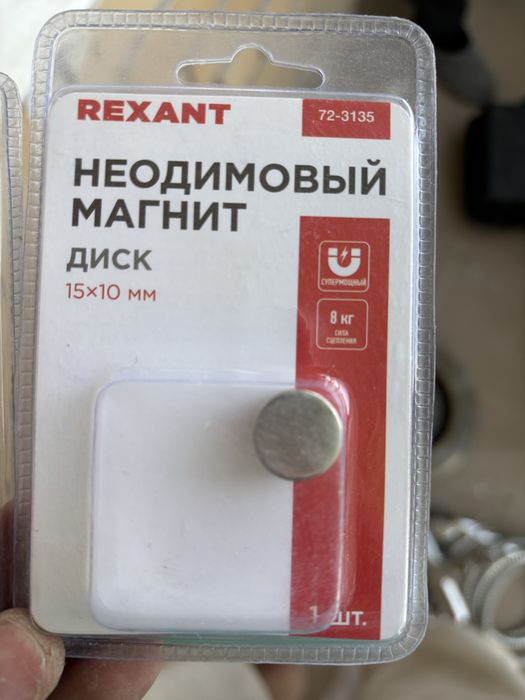 REXANT
72-3135
НЕОДИМОВЫЙ
МАГНИТ
ДИСК
15×10 мм
СУПЕРМОЩНЫЙ
8 кг
СИЛА
СЦЕПЛЕНИЯ
1 шт.